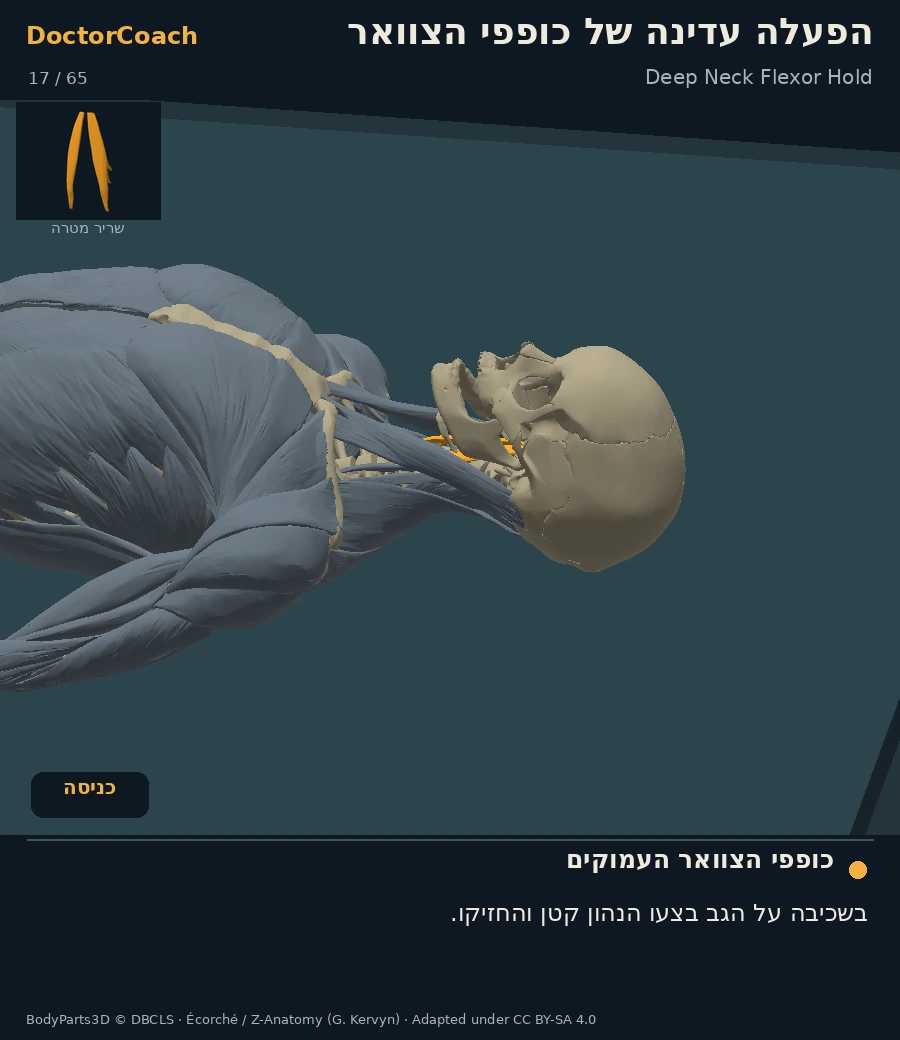 DoctorCoach
הפעלה עדינה של כופפי הצוואר
17 / 65
Deep Neck Flexor Hold
שריר מטרה
כניסה
כופפי הצוואר העמוקים
בשכיבה על הגב בצעו הנהון קטן והחזיקו.
BodyParts3D © DBCLS · Écorché / Z-Anatomy (G. Kervyn) · Adapted under CC BY-SA 4.0